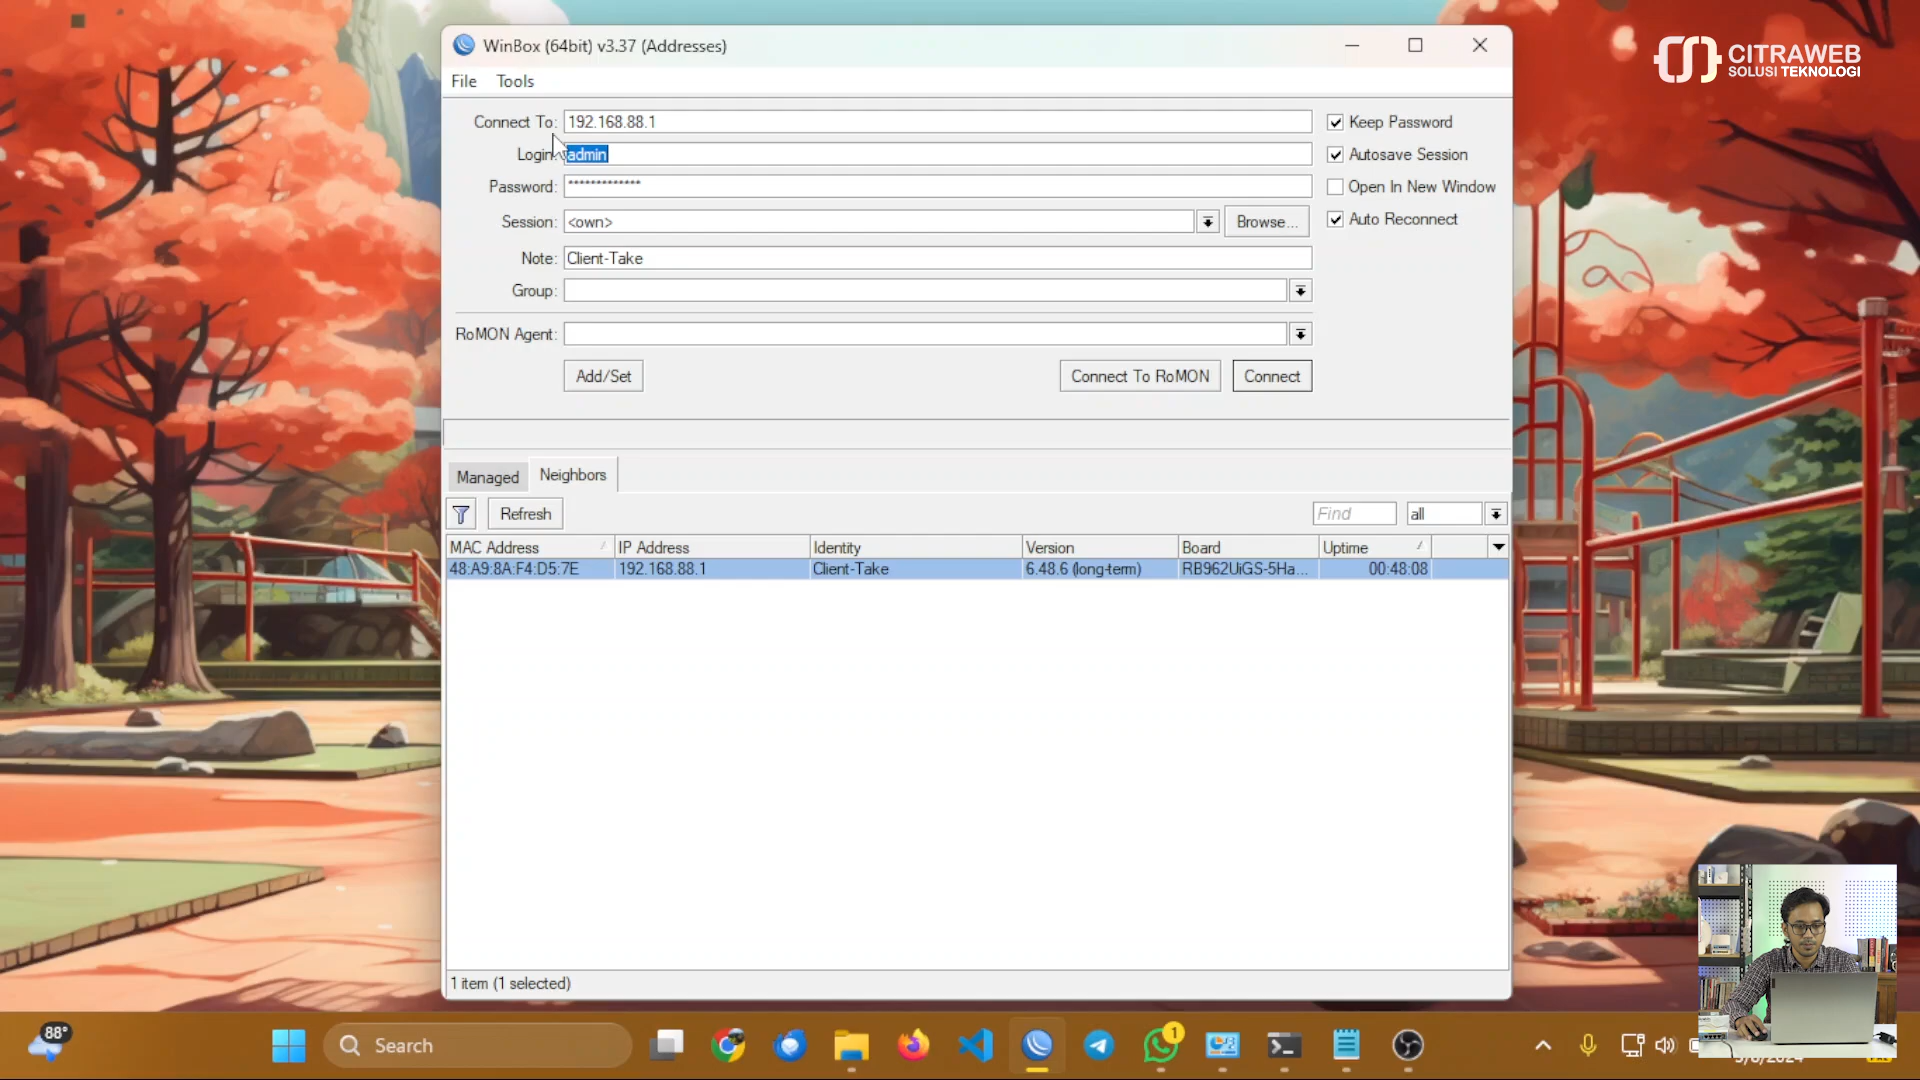 WinBox (64bit) v3.37 (Addresses)
CITRAWEB
SOLUSI TEKNOLOGI
File Tools
Connect To: 192.168.88.1
Keep Password
Login: admin
Autosave Session
Password: *************
Open In New Window
Session: <own>
Browse...
Auto Reconnect
Note: Client-Take
Group:
RoMON Agent:
Add/Set
Connect To RoMON
Connect
Managed
Neighbors
Refresh
Find
all
MAC Address IP Address Identity Version Board Uptime
48:A9:8A:F4:D5:7E 192.168.88.1 Client-Take 6.48.6 (long-term) RB962UiGS-5Ha... 00:48:08
1 item (1 selected)
88°
Search
1